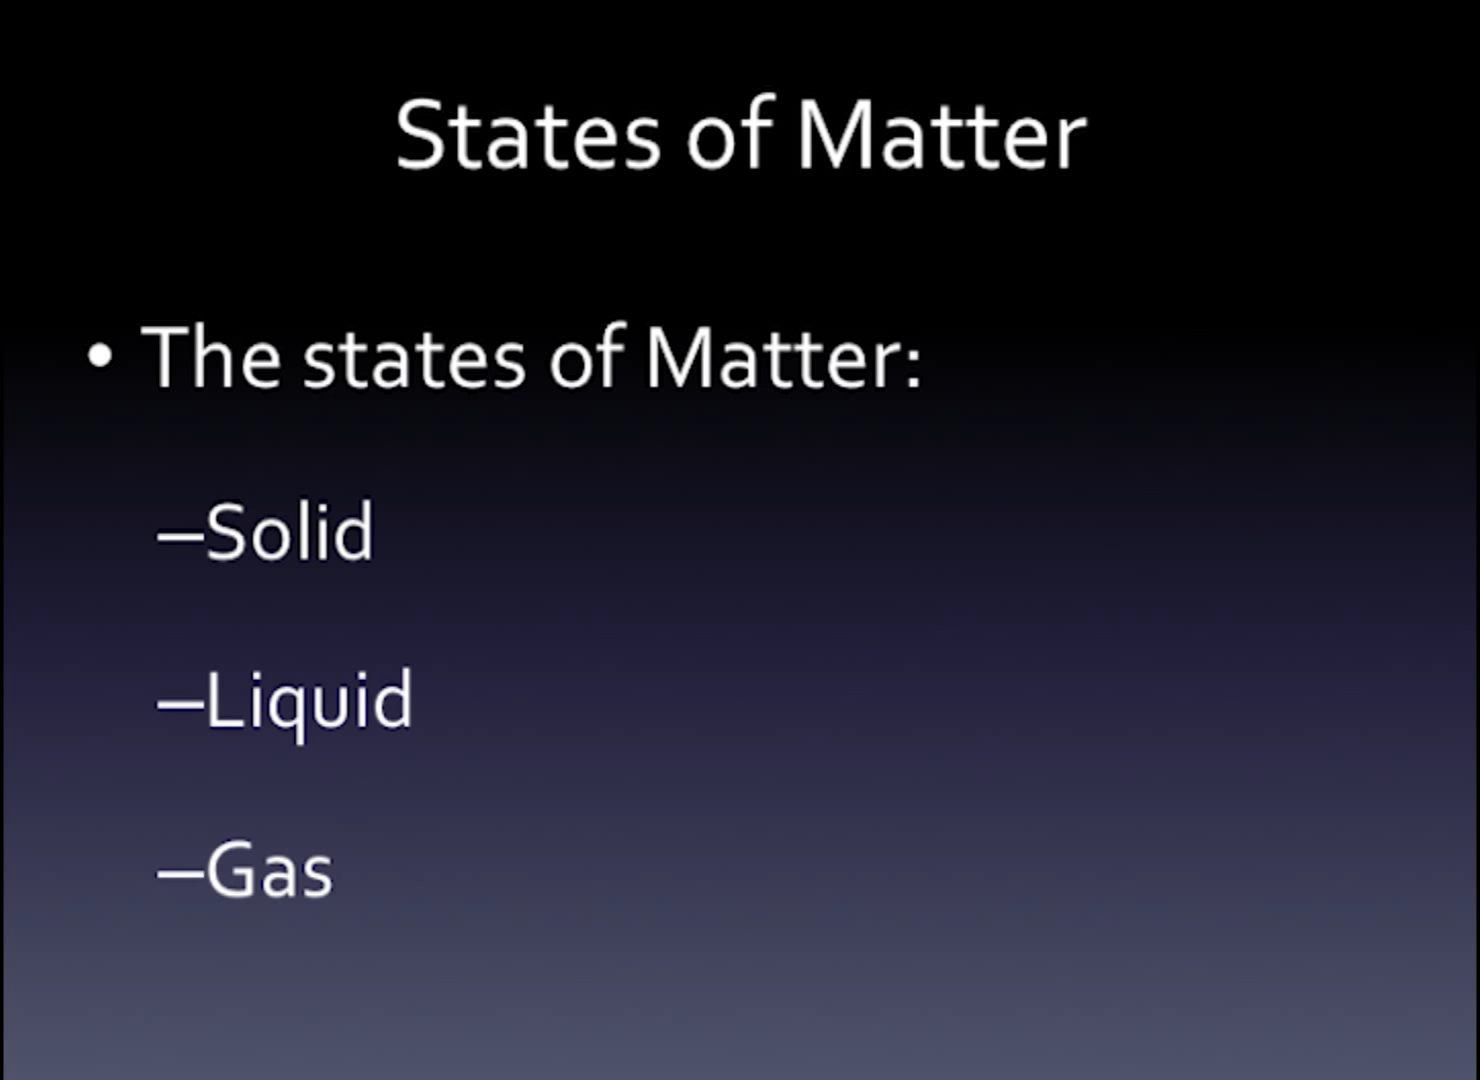 States of Matter
• The states of Matter:
–Solid
–Liquid
–Gas